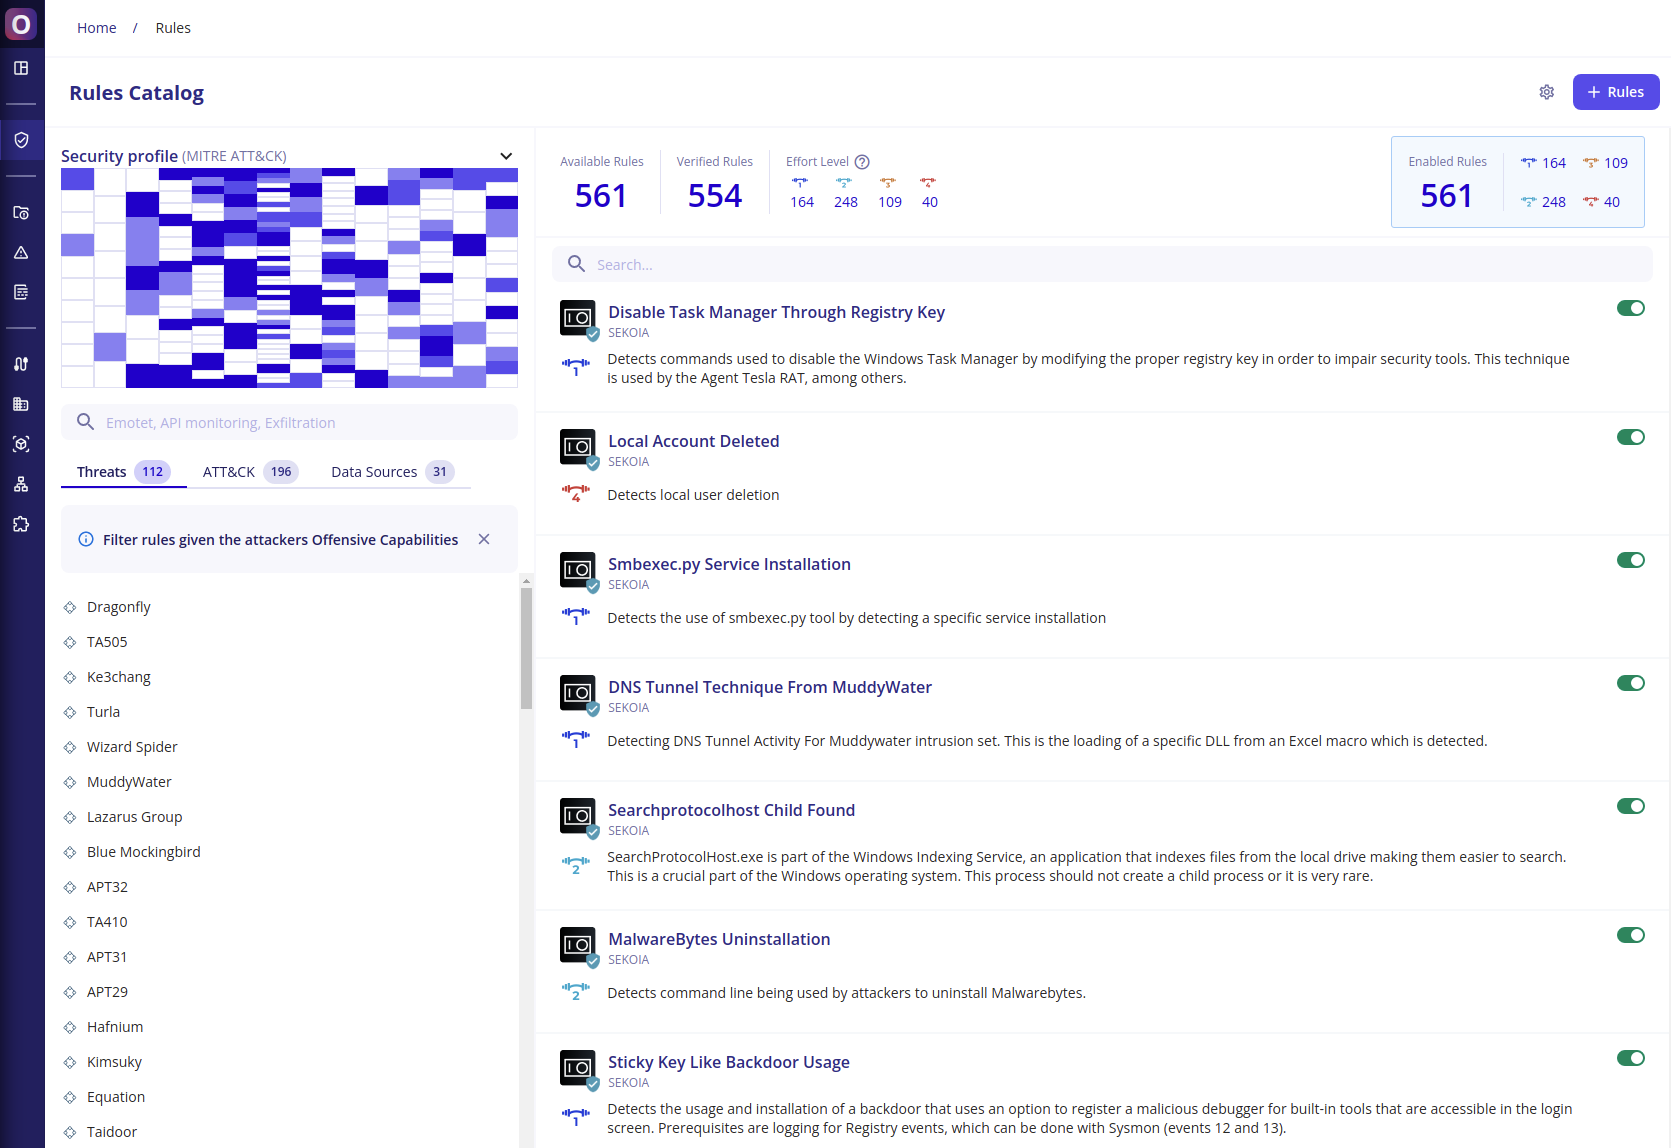 O
Home / Rules
Rules Catalog
+ Rules
Security profile (MITRE ATT&CK)
Emotet, API monitoring, Exfiltration
Threats 112 ATT&CK 196 Data Sources 31
Filter rules given the attackers Offensive Capabilities
Dragonfly
TA505
Ke3chang
Turla
Wizard Spider
MuddyWater
Lazarus Group
Blue Mockingbird
APT32
TA410
APT31
APT29
Hafnium
Kimsuky
Equation
Taidoor
Available Rules
561
Verified Rules
554
Effort Level ?
1 2 3 4
164 248 109 40
Enabled Rules
561
1 164 3 109
2 248 4 40
Search...
Disable Task Manager Through Registry Key
SEKOIA
1
Detects commands used to disable the Windows Task Manager by modifying the proper registry key in order to impair security tools. This technique
is used by the Agent Tesla RAT, among others.
Local Account Deleted
SEKOIA
4
Detects local user deletion
Smbexec.py Service Installation
SEKOIA
1
Detects the use of smbexec.py tool by detecting a specific service installation
DNS Tunnel Technique From MuddyWater
SEKOIA
1
Detecting DNS Tunnel Activity For Muddywater intrusion set. This is the loading of a specific DLL from an Excel macro which is detected.
Searchprotocolhost Child Found
SEKOIA
2
SearchProtocolHost.exe is part of the Windows Indexing Service, an application that indexes files from the local drive making them easier to search.
This is a crucial part of the Windows operating system. This process should not create a child process or it is very rare.
MalwareBytes Uninstallation
SEKOIA
2
Detects command line being used by attackers to uninstall Malwarebytes.
Sticky Key Like Backdoor Usage
SEKOIA
1
Detects the usage and installation of a backdoor that uses an option to register a malicious debugger for built-in tools that are accessible in the login
screen. Prerequisites are logging for Registry events, which can be done with Sysmon (events 12 and 13).